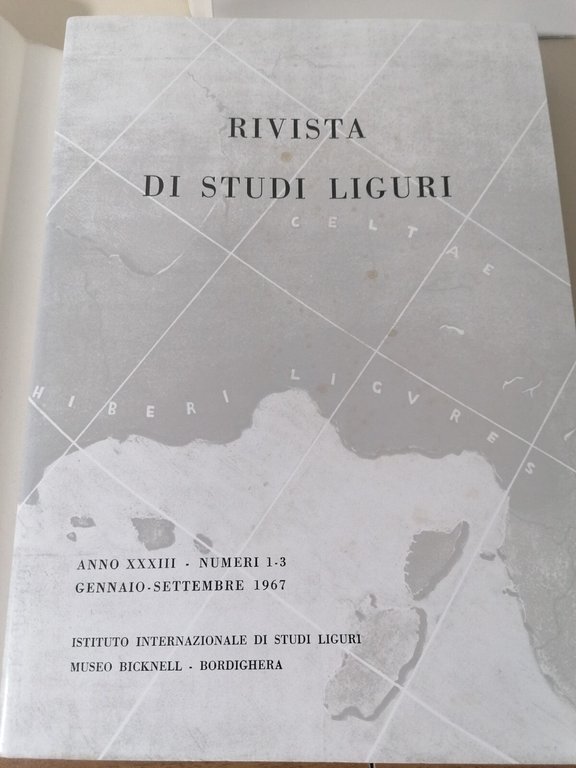 RIVISTA
DI STUDI LIGURI
CELTAE
HIBERI LIGVRES
ANNO XXXIII - NUMERI 1-3
GENNAIO-SETTEMBRE 1967
ISTITUTO INTERNAZIONALE DI STUDI LIGURI
MUSEO BICKNELL - BORDIGHERA